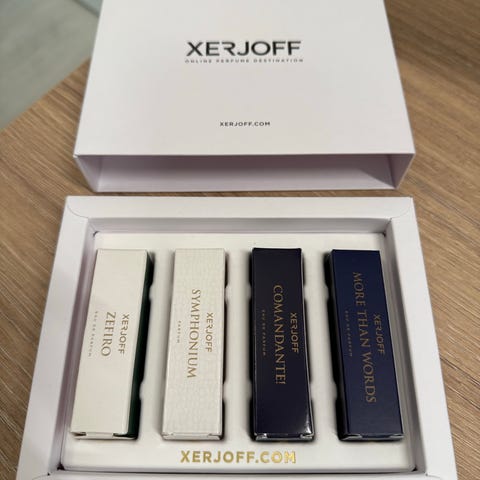 XERJOFF
ONLINE PERFUME DESTINATION
XERJOFF.COM
XERJOFF
ZEFIRO
EAU DE PARFUM
XERJOFF
SYMPHONIUM
PARFUM
XERJOFF
COMANDANTE!
EAU DE PARFUM
XERJOFF
MORE THAN WORDS
EAU DE PARFUM
XERJOFF.COM